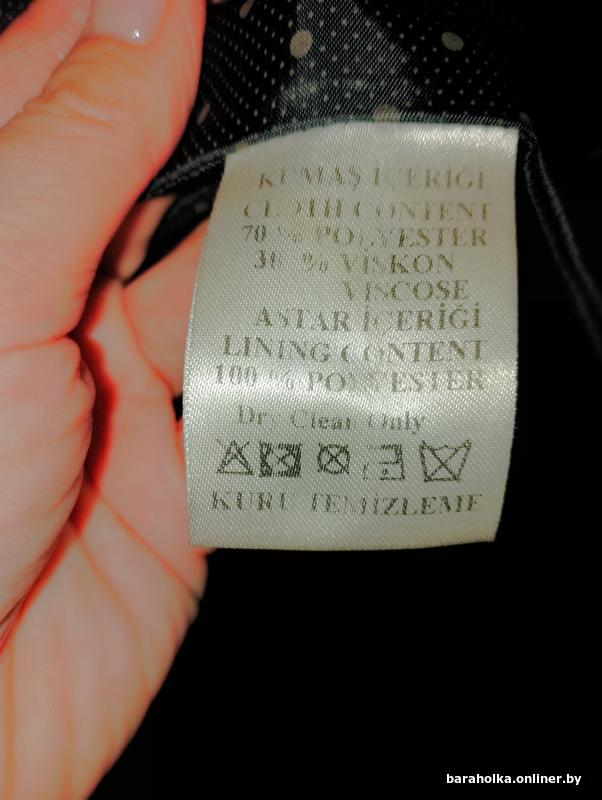 KUMAŞ İÇERİĞİ
CLOTH CONTENT
70 % POLYESTER
30 % VİSKON
VISCOSE
ASTAR İÇERİĞİ
LINING CONTENT
100 % POLYESTER
Dry Clean Only
KURU TEMİZLEME
baraholka.onliner.by